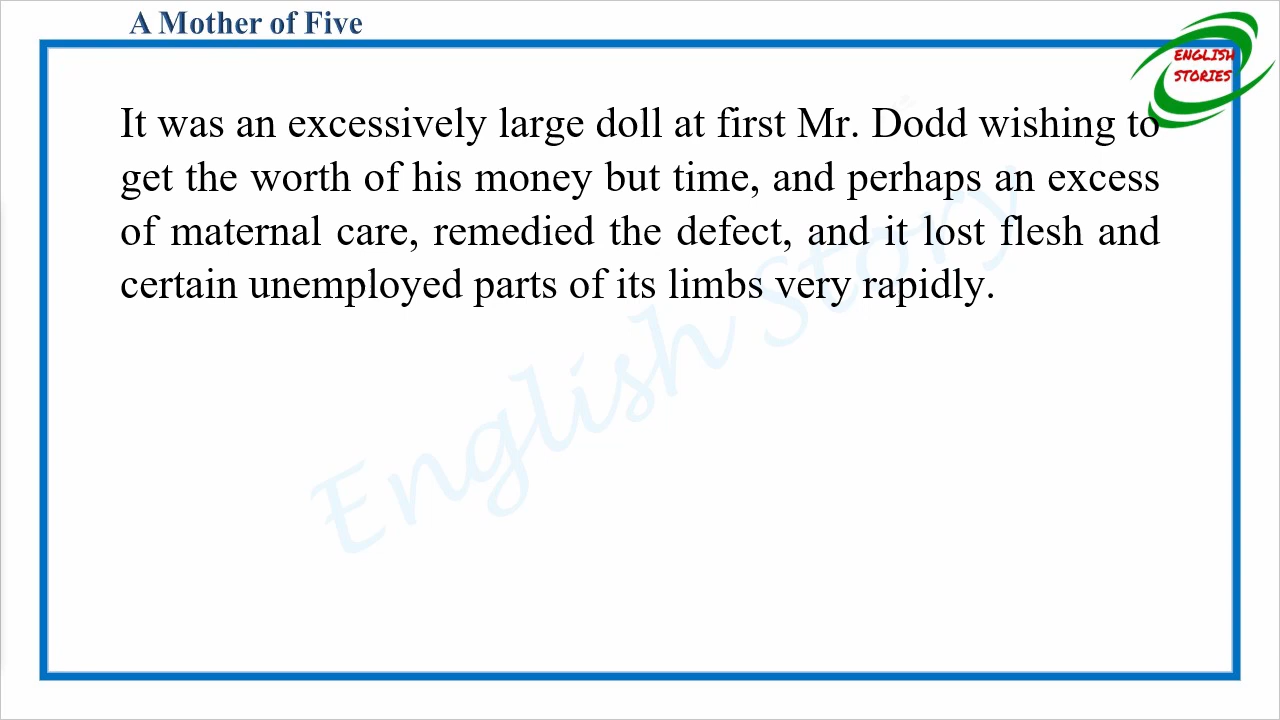 A Mother of Five
ENGLISH
STORIES
It was an excessively large doll at first Mr. Dodd wishing to
get the worth of his money but time, and perhaps an excess
of maternal care, remedied the defect, and it lost flesh and
certain unemployed parts of its limbs very rapidly.
English Story